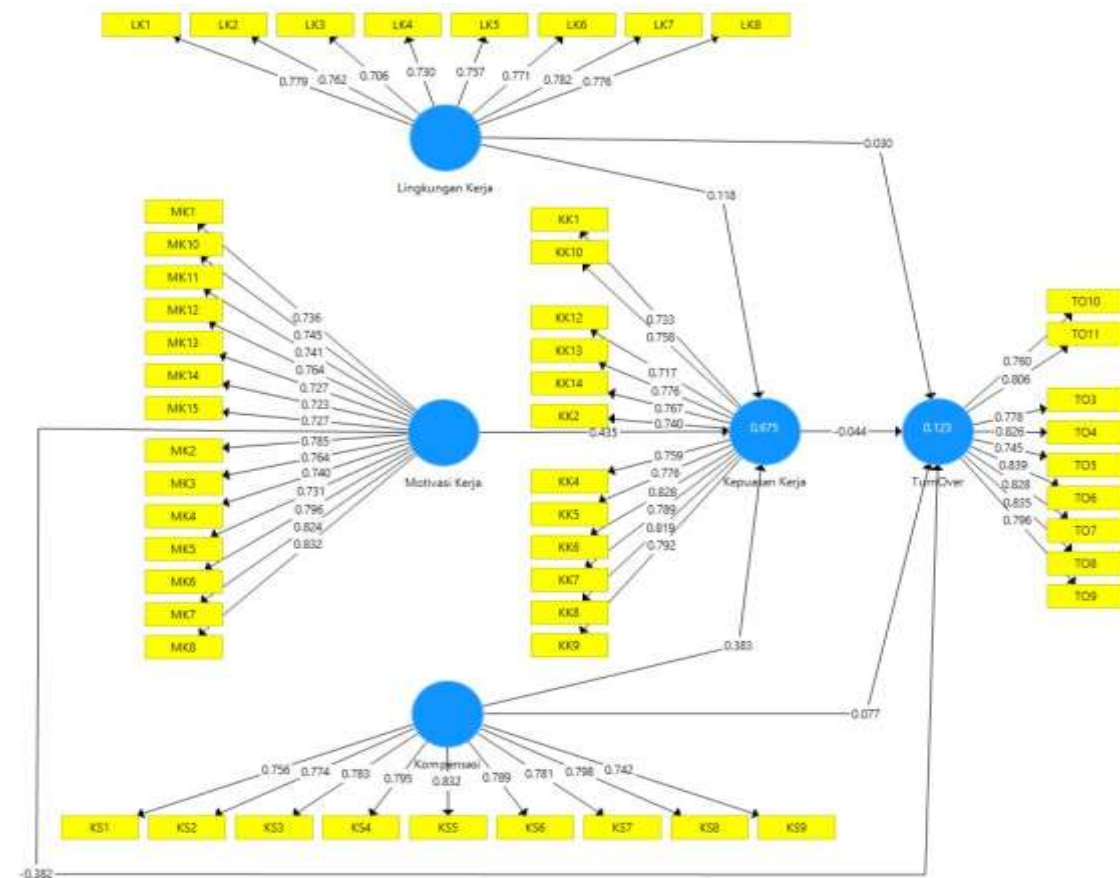 LK1 LK2 LK3 LK4 LK5 LK6 LK7 LK8
0.779 0.762 0.706 0.730 0.757 0.771 0.782 0.776
Lingkungan Kerja
0.030
0.118
MK1
MK10
MK11
MK12
MK13
MK14
MK15
MK2
MK3
MK4
MK5
MK6
MK7
MK8
0.736
0.745
0.741
0.764
0.727
0.723
0.727
0.785
0.764
0.740
0.731
0.796
0.824
0.832
Motivasi Kerja
0.435
KK1
KK10
KK12
KK13
KK14
KK2
KK4
KK5
KK6
KK7
KK8
KK9
0.733
0.758
0.717
0.776
0.767
0.740
0.759
0.776
0.828
0.789
0.819
0.792
0.675
Kepuasan Kerja
-0.044
0.123
TurnOver
0.760
0.806
0.778
0.826
0.745
0.839
0.828
0.835
0.796
TO10
TO11
TO3
TO4
TO5
TO6
TO7
TO8
TO9
0.383
0.077
Kompensasi
0.756 0.774 0.783 0.795 0.832 0.789 0.781 0.798 0.742
KS1 KS2 KS3 KS4 KS5 KS6 KS7 KS8 KS9
-0.382